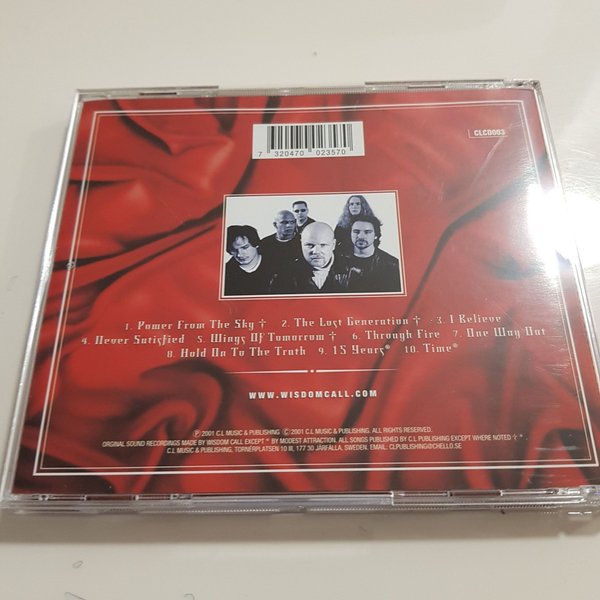 7 320470 023570
CLCD003
1. Power From The Sky † 2. The Lost Generation † 3. I Believe
4. Never Satisfied 5. Wings Of Tomorrow † 6. Through Fire 7. One Way Out
8. Hold On To The Truth 9. 15 Years* 10. Time*
WWW.WISDOMCALL.COM
℗ 2001 C.L MUSIC & PUBLISHING © 2001 C.L MUSIC & PUBLISHING. ALL RIGHTS RESERVED.
ORGINAL SOUND RECORDINGS MADE BY WISDOM CALL EXCEPT * BY MODEST ATTRACTION. ALL SONGS PUBLISHED BY C.L PUBLISHING EXCEPT WHERE NOTED † *
C.L MUSIC & PUBLISHING, TORNERPLATSEN 10 III, 177 30 JÄRFÄLLA, SWEDEN. EMAIL: CLPUBLISHING@CHELLO.SE